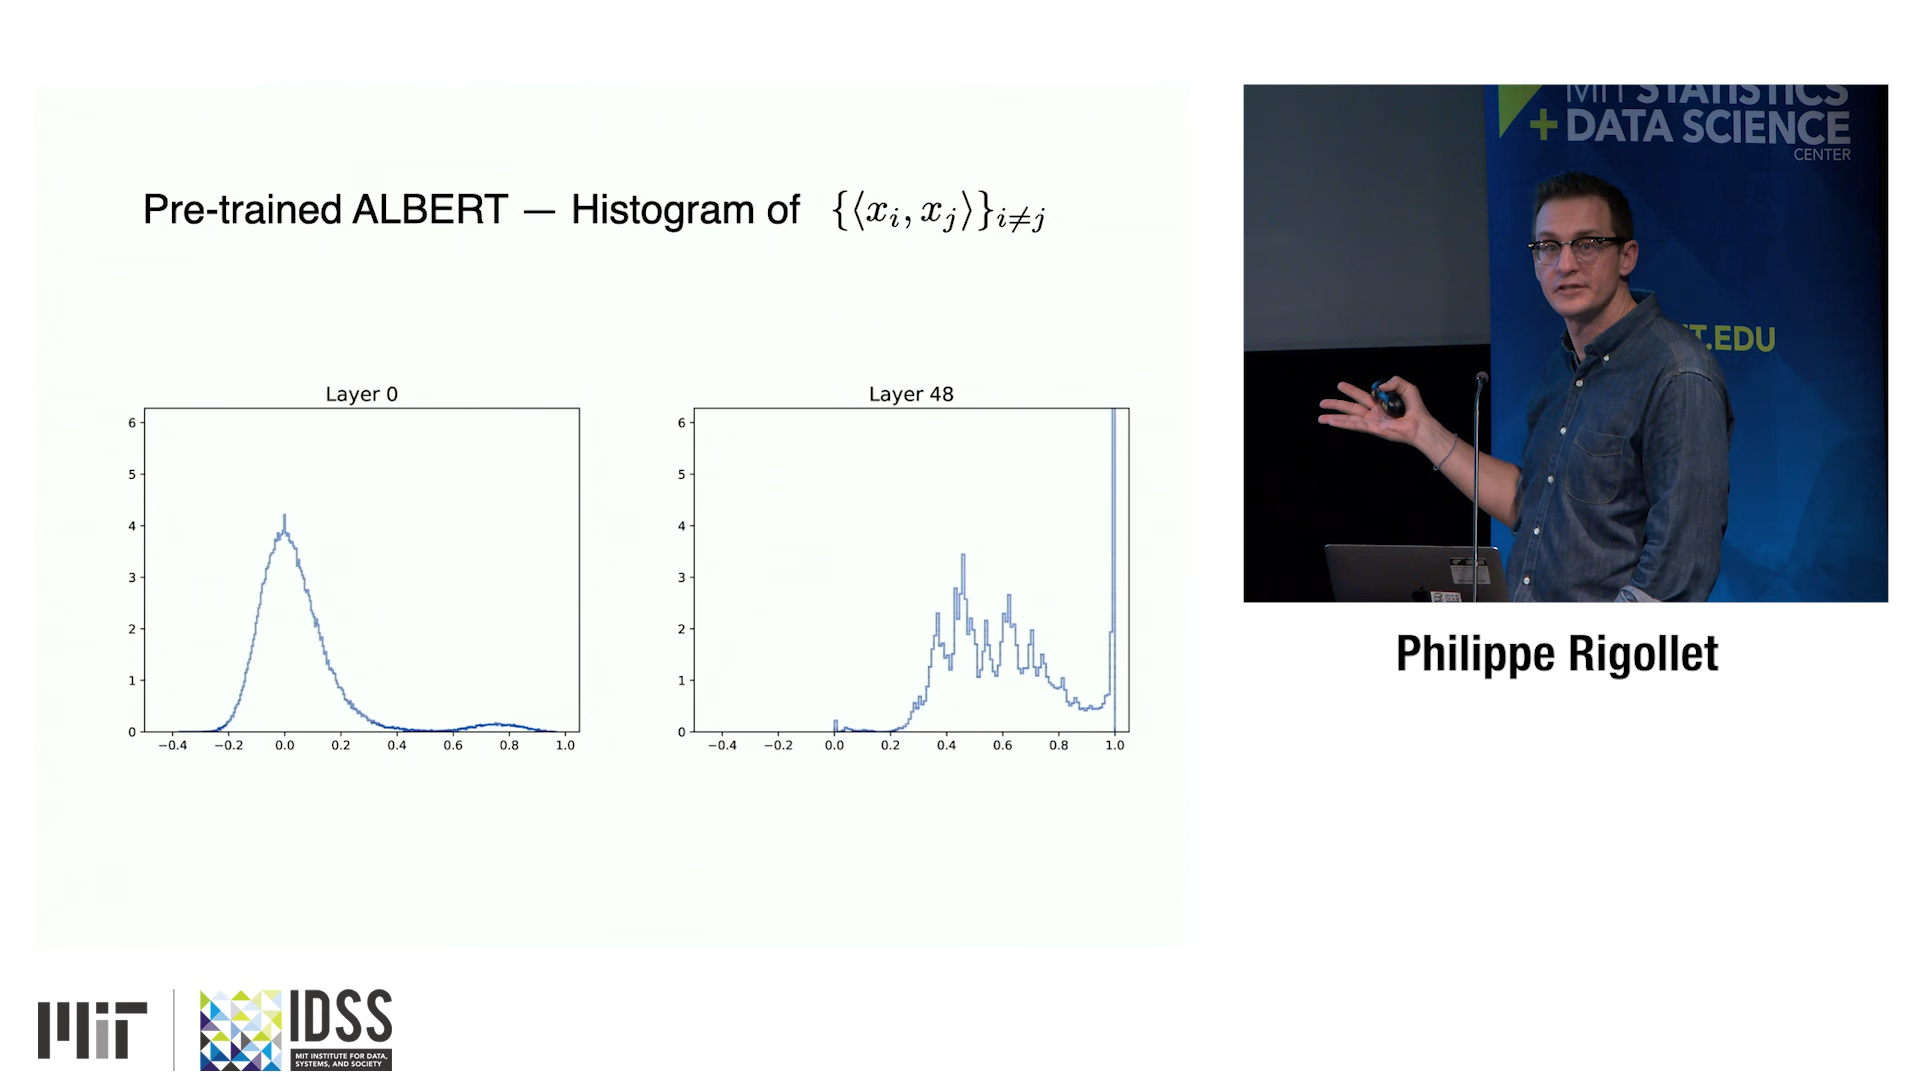 Pre-trained ALBERT — Histogram of {⟨x_i, x_j⟩}_{i≠j}
Layer 0
6
5
4
3
2
1
0
−0.4 −0.2 0.0 0.2 0.4 0.6 0.8 1.0
Layer 48
6
5
4
3
2
1
0
−0.4 −0.2 0.0 0.2 0.4 0.6 0.8 1.0
MIT STATISTICS
+ DATA SCIENCE
CENTER
T.EDU
IDSS
Philippe Rigollet
MIT
IDSS
MIT INSTITUTE FOR DATA,
SYSTEMS, AND SOCIETY